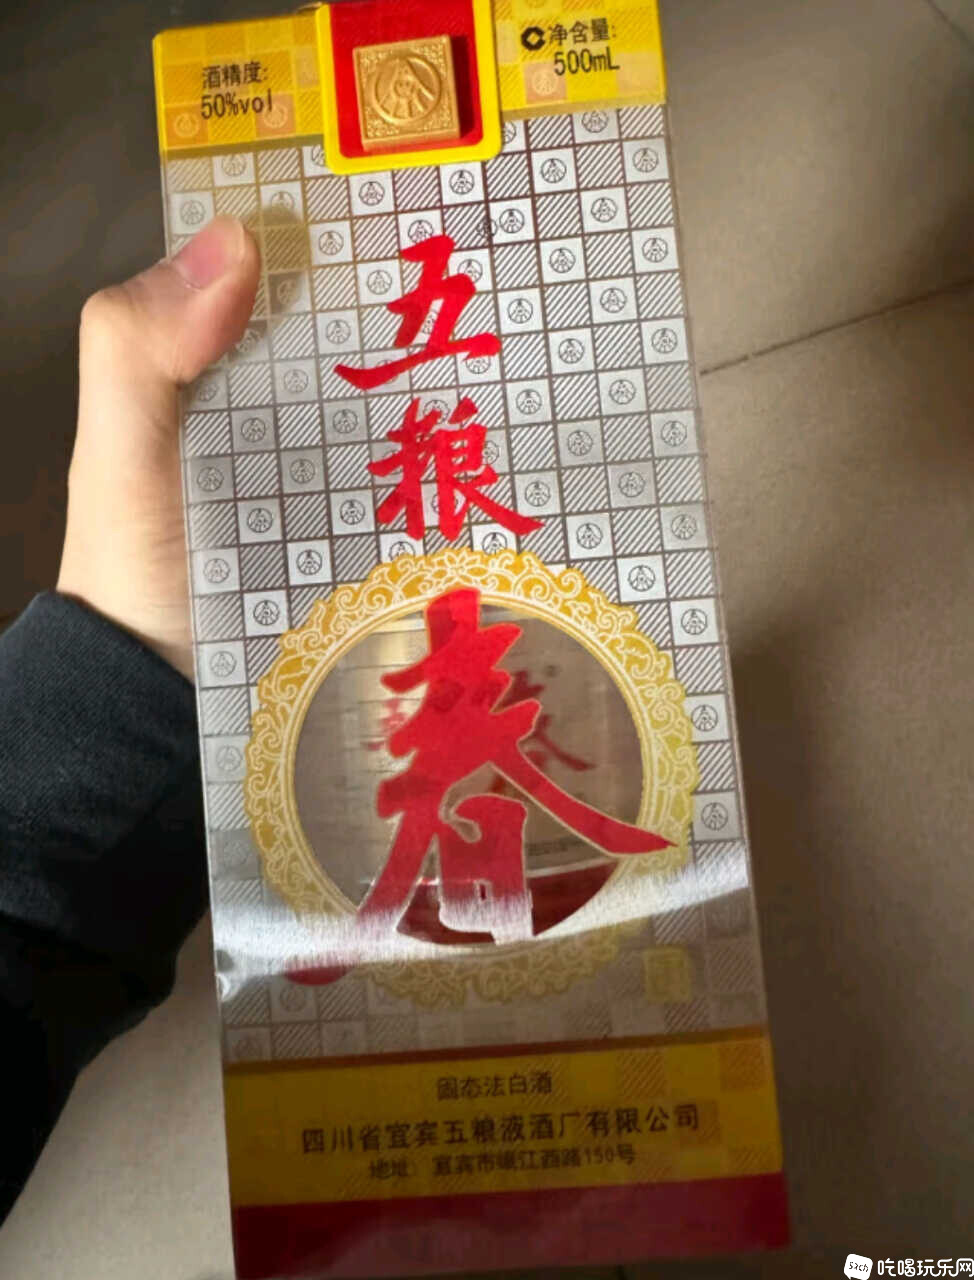 酒精度:
50%vol
净含量:
500mL
五粮春
固态法白酒
四川省宜宾五粮液酒厂有限公司
地址: 宜宾市岷江西路150号
吃喝玩乐网